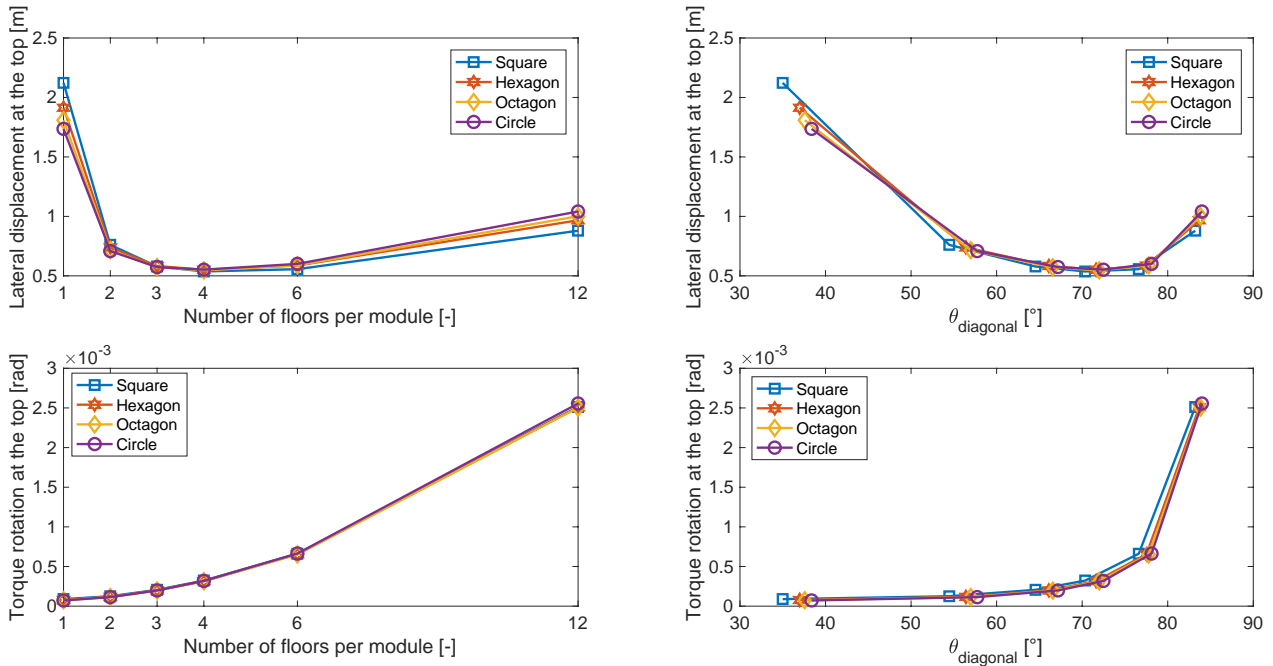 Lateral displacement at the top [m]
2.5
2
1.5
1
0.5
1 2 3 4 6 12
Number of floors per module [-]
Square
Hexagon
Octagon
Circle
Lateral displacement at the top [m]
2.5
2
1.5
1
0.5
30 40 50 60 70 80 90
θdiagonal [°]
Square
Hexagon
Octagon
Circle
Torque rotation at the top [rad]
×10-3
3
2.5
2
1.5
1
0.5
0
1 2 3 4 6 12
Number of floors per module [-]
Square
Hexagon
Octagon
Circle
Torque rotation at the top [rad]
×10-3
3
2.5
2
1.5
1
0.5
0
30 40 50 60 70 80 90
θdiagonal [°]
Square
Hexagon
Octagon
Circle